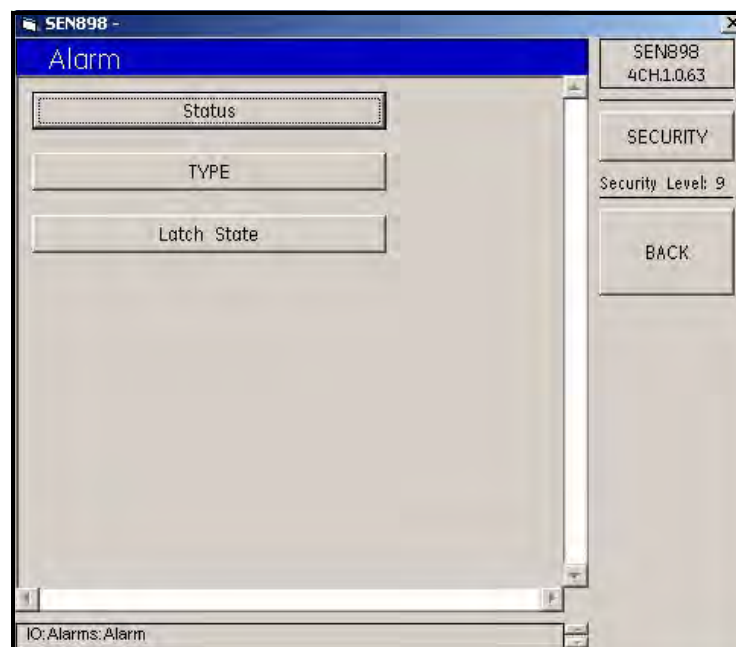 SEN898 -
Alarm
Status
TYPE
Latch State
SEN898
4CH.1.0.63
SECURITY
Security Level: 9
BACK
IO:Alarms:Alarm